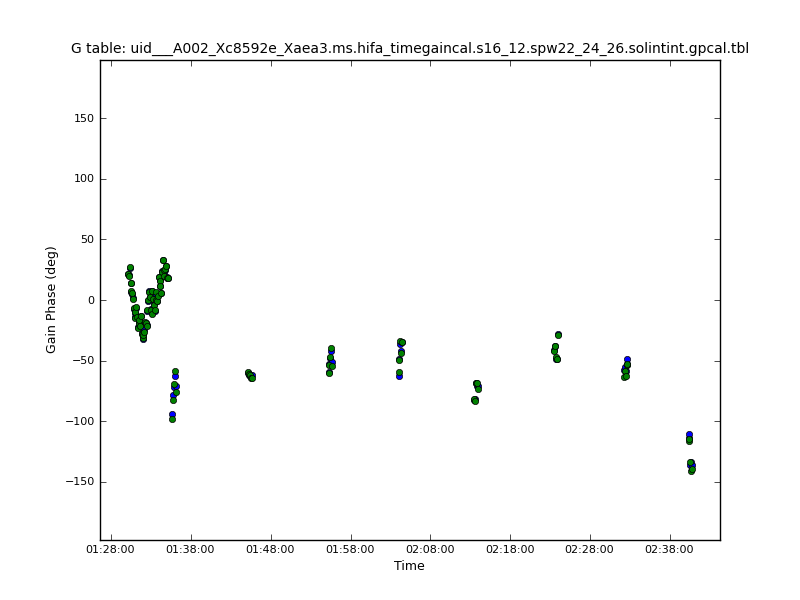 G table: uid___A002_Xc8592e_Xaea3.ms.hifa_timegaincal.s16_12.spw22_24_26.solintint.gpcal.tbl
150
100
50
0
−50
−100
−150
Gain Phase (deg)
01:28:00 01:38:00 01:48:00 01:58:00 02:08:00 02:18:00 02:28:00 02:38:00
Time